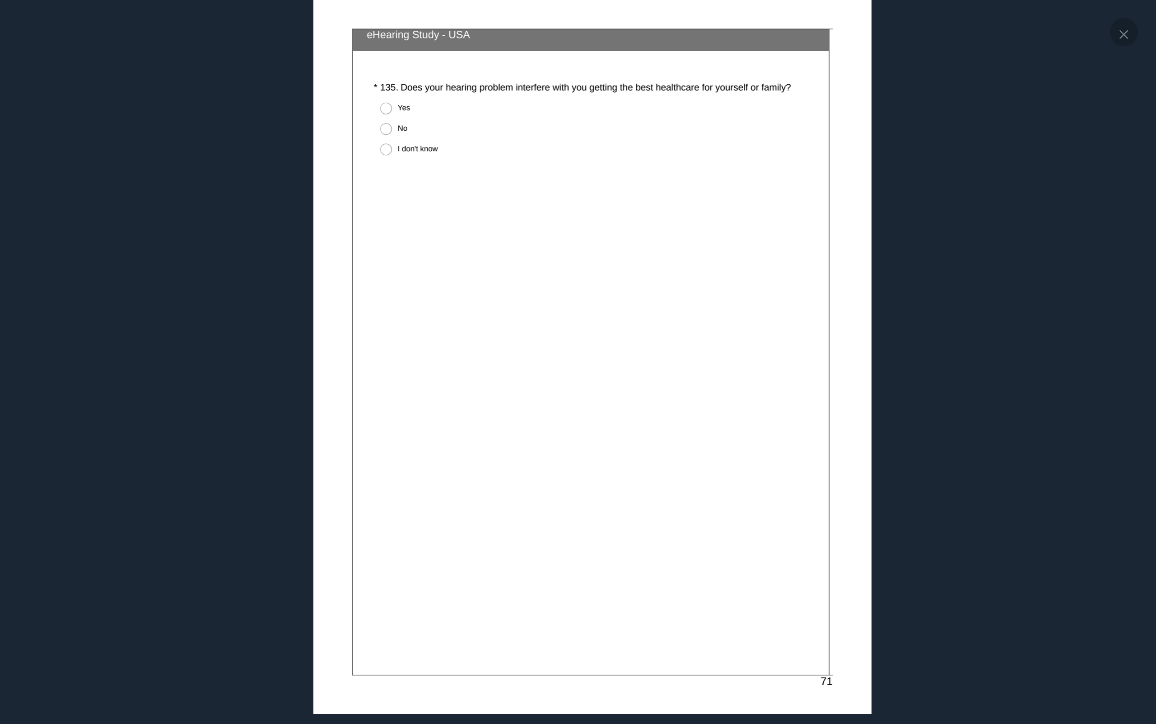 eHearing Study - USA
* 135. Does your hearing problem interfere with you getting the best healthcare for yourself or family?
Yes
No
I don't know
71